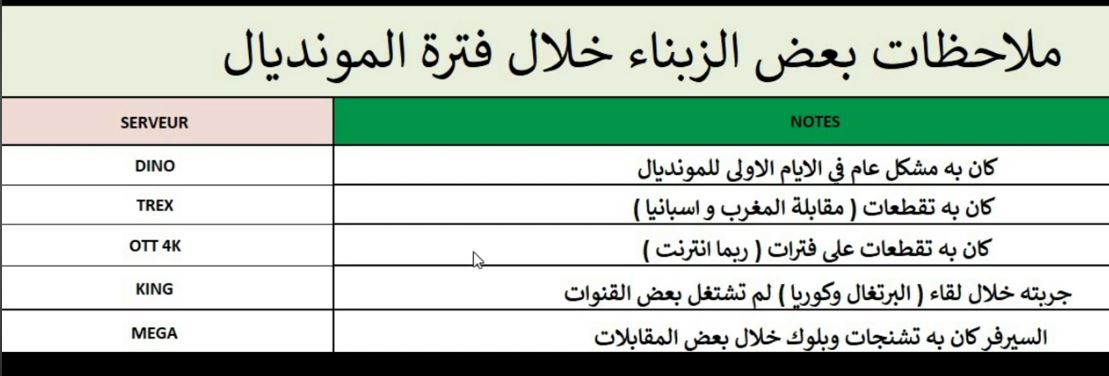 ملاحظات بعض الزبناء خلال فترة المونديال
SERVEUR NOTES
DINO كان به مشكل عام في الايام الاولى للمونديال
TREX كان به تقطعات ( مقابلة المغرب و اسبانيا )
OTT 4K كان به تقطعات على فترات ( ربما انترنت )
KING جربته خلال لقاء ( البرتغال وكوريا ) لم تشتغل بعض القنوات
MEGA السيرفر كان به تشنجات وبلوك خلال بعض المقابلات